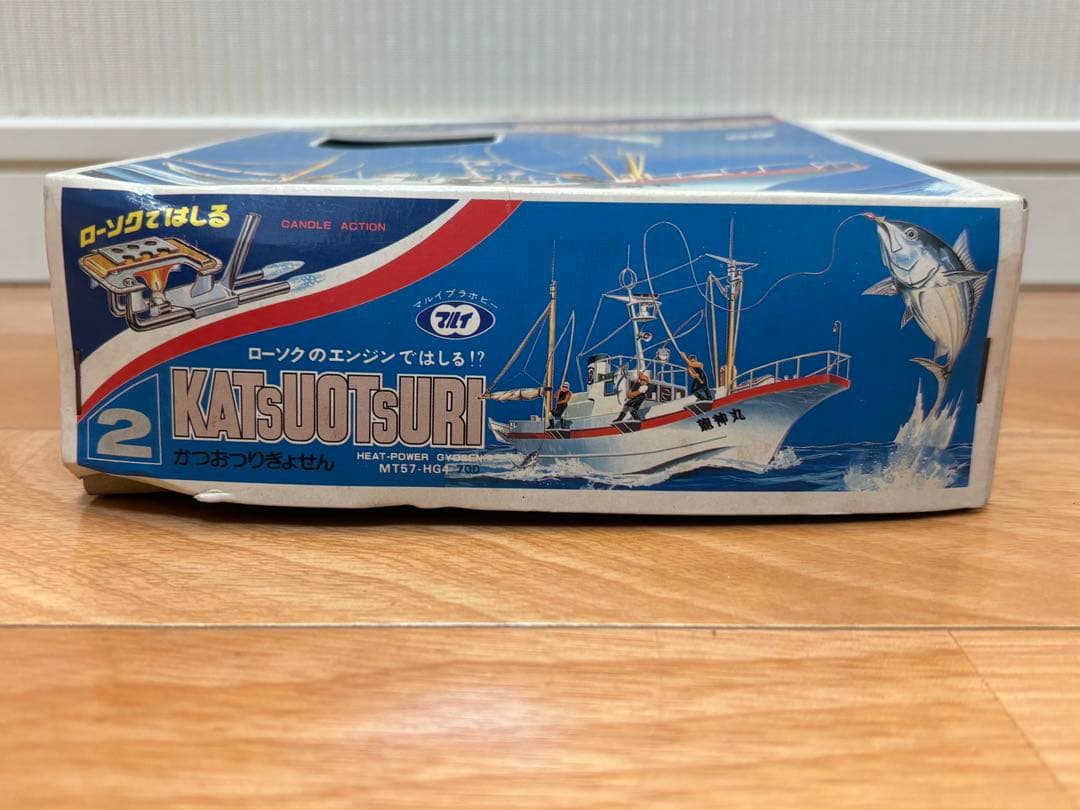 ローソクではしる
CANDLE ACTION
マルイプラホビー
マルイ
ローソクのエンジンではしる!?
2
KATSUOTSURI
かつおつりぎょせん
HEAT-POWER GYOSEN
MT57-HG4 700
龍神丸